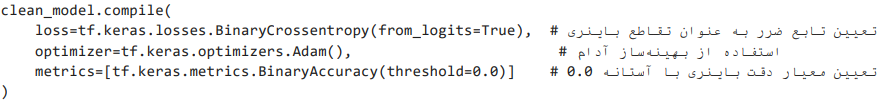 clean_model.compile(
    loss=tf.keras.losses.BinaryCrossentropy(from_logits=True),  # تعیین تابع ضرر به عنوان تقاطع باینری
    optimizer=tf.keras.optimizers.Adam(),  # استفاده از بهینه‌ساز آدام
    metrics=[tf.keras.metrics.BinaryAccuracy(threshold=0.0)]  # تعیین معیار دقت باینری با آستانه 0.0
)